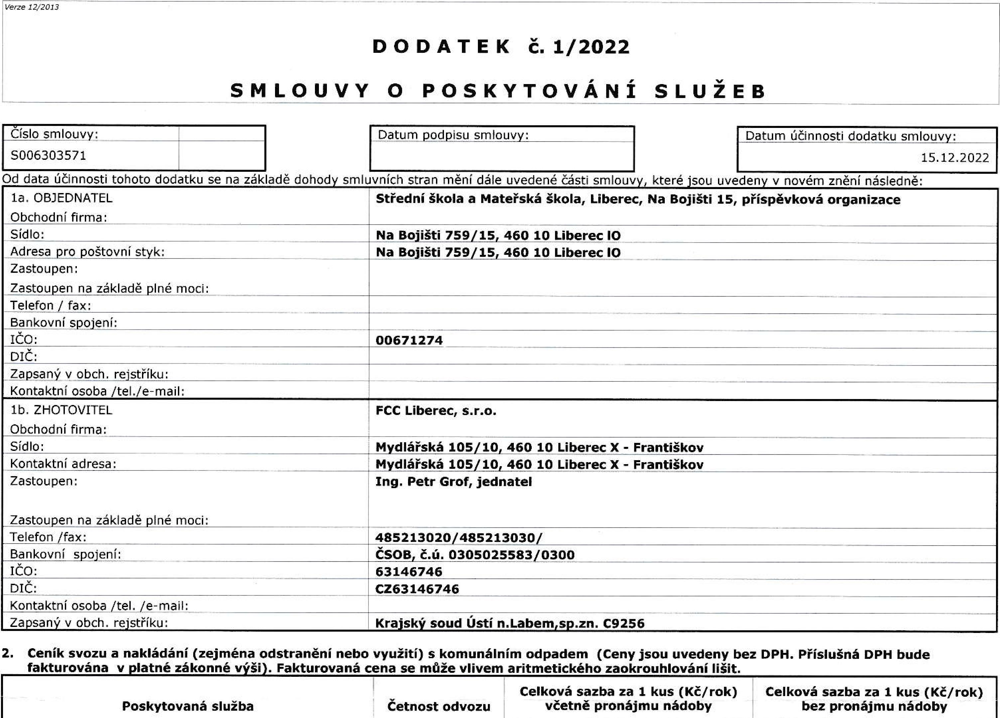 Verze 12/2013
DODATEK č. 1/2022
SMLOUVY O POSKYTOVÁNÍ SLUŽEB
Číslo smlouvy:
S006303571
Datum podpisu smlouvy:
Datum účinnosti dodatku smlouvy:
15.12.2022
Od data účinnosti tohoto dodatku se na základě dohody smluvních stran mění dále uvedené části smlouvy, které jsou uvedeny v novém znění následně:
1a. OBJEDNATEL Střední škola a Mateřská škola, Liberec, Na Bojišti 15, příspěvková organizace
Obchodní firma:
Sídlo: Na Bojišti 759/15, 460 10 Liberec IO
Adresa pro poštovní styk: Na Bojišti 759/15, 460 10 Liberec IO
Zastoupen:
Zastoupen na základě plné moci:
Telefon / fax:
Bankovní spojení:
IČO: 00671274
DIČ:
Zapsaný v obch. rejstříku:
Kontaktní osoba /tel./e-mail:
1b. ZHOTOVITEL FCC Liberec, s.r.o.
Obchodní firma:
Sídlo: Mydlářská 105/10, 460 10 Liberec X - Františkov
Kontaktní adresa: Mydlářská 105/10, 460 10 Liberec X - Františkov
Zastoupen: Ing. Petr Grof, jednatel
Zastoupen na základě plné moci:
Telefon /fax: 485213020/485213030/
Bankovní spojení: ČSOB, č.ú. 0305025583/0300
IČO: 63146746
DIČ: CZ63146746
Kontaktní osoba /tel. /e-mail:
Zapsaný v obch. rejstříku: Krajský soud Ústí n.Labem,sp.zn. C9256
2. Ceník svozu a nakládání (zejména odstranění nebo využití) s komunálním odpadem (Ceny jsou uvedeny bez DPH. Příslušná DPH bude
fakturována v platné zákonné výši). Fakturovaná cena se může vlivem aritmetického zaokrouhlování lišit.
Poskytovaná služba
Četnost odvozu
Celková sazba za 1 kus (Kč/rok)
včetně pronájmu nádoby
Celková sazba za 1 kus (Kč/rok)
bez pronájmu nádoby